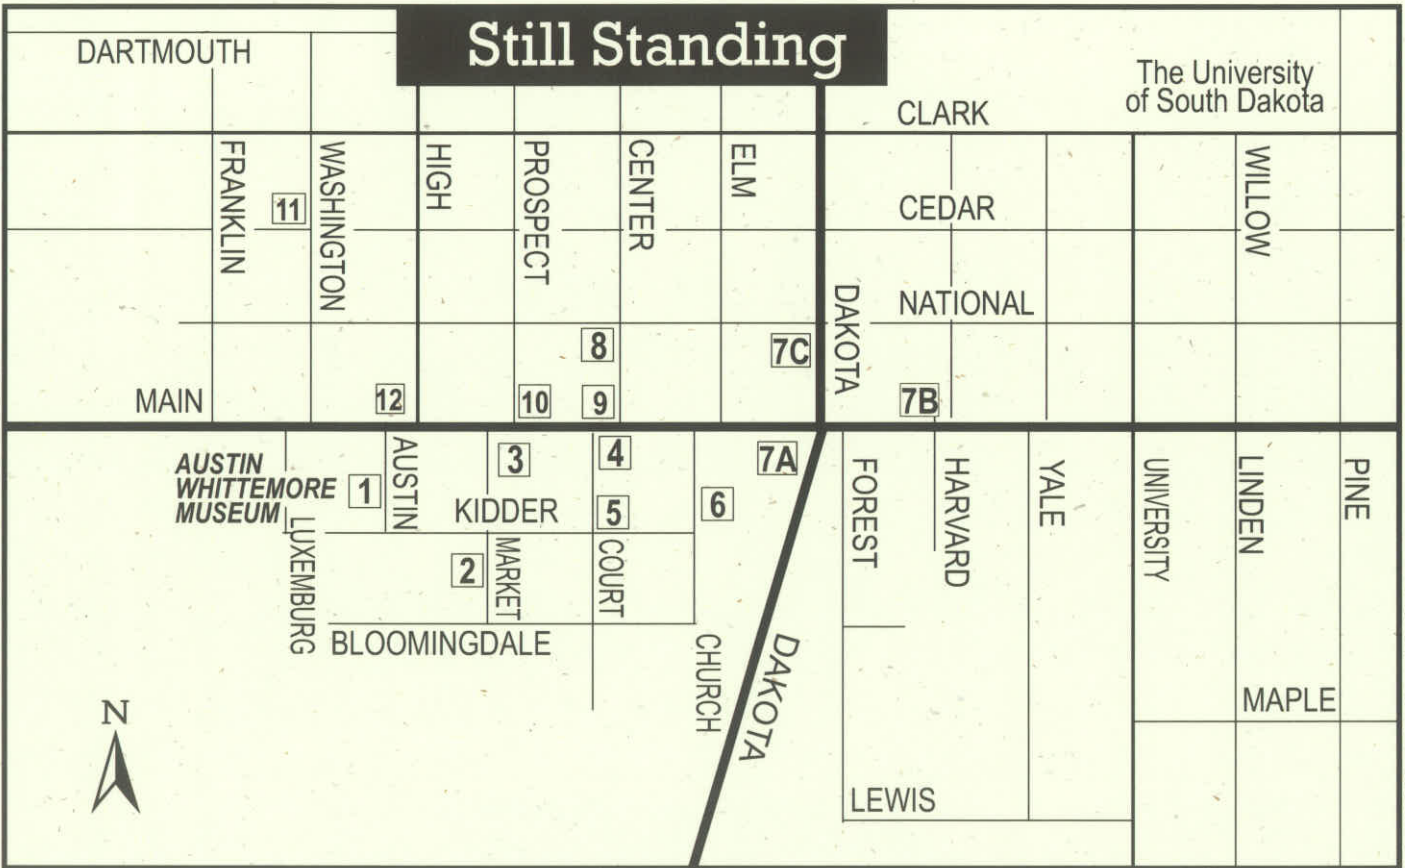 Still Standing
DARTMOUTH
The University
of South Dakota
CLARK
FRANKLIN
WASHINGTON
HIGH
PROSPECT
CENTER
ELM
CEDAR
WILLOW
11
NATIONAL
DAKOTA
8
7C
MAIN
12
10
9
7B
AUSTIN
WHITTEMORE
MUSEUM
1
AUSTIN
3
4
7A
KIDDER
5
6
FOREST
HARVARD
YALE
UNIVERSITY
LINDEN
PINE
LUXEMBURG
2
MARKET
COURT
BLOOMINGDALE
CHURCH
DAKOTA
MAPLE
N
LEWIS